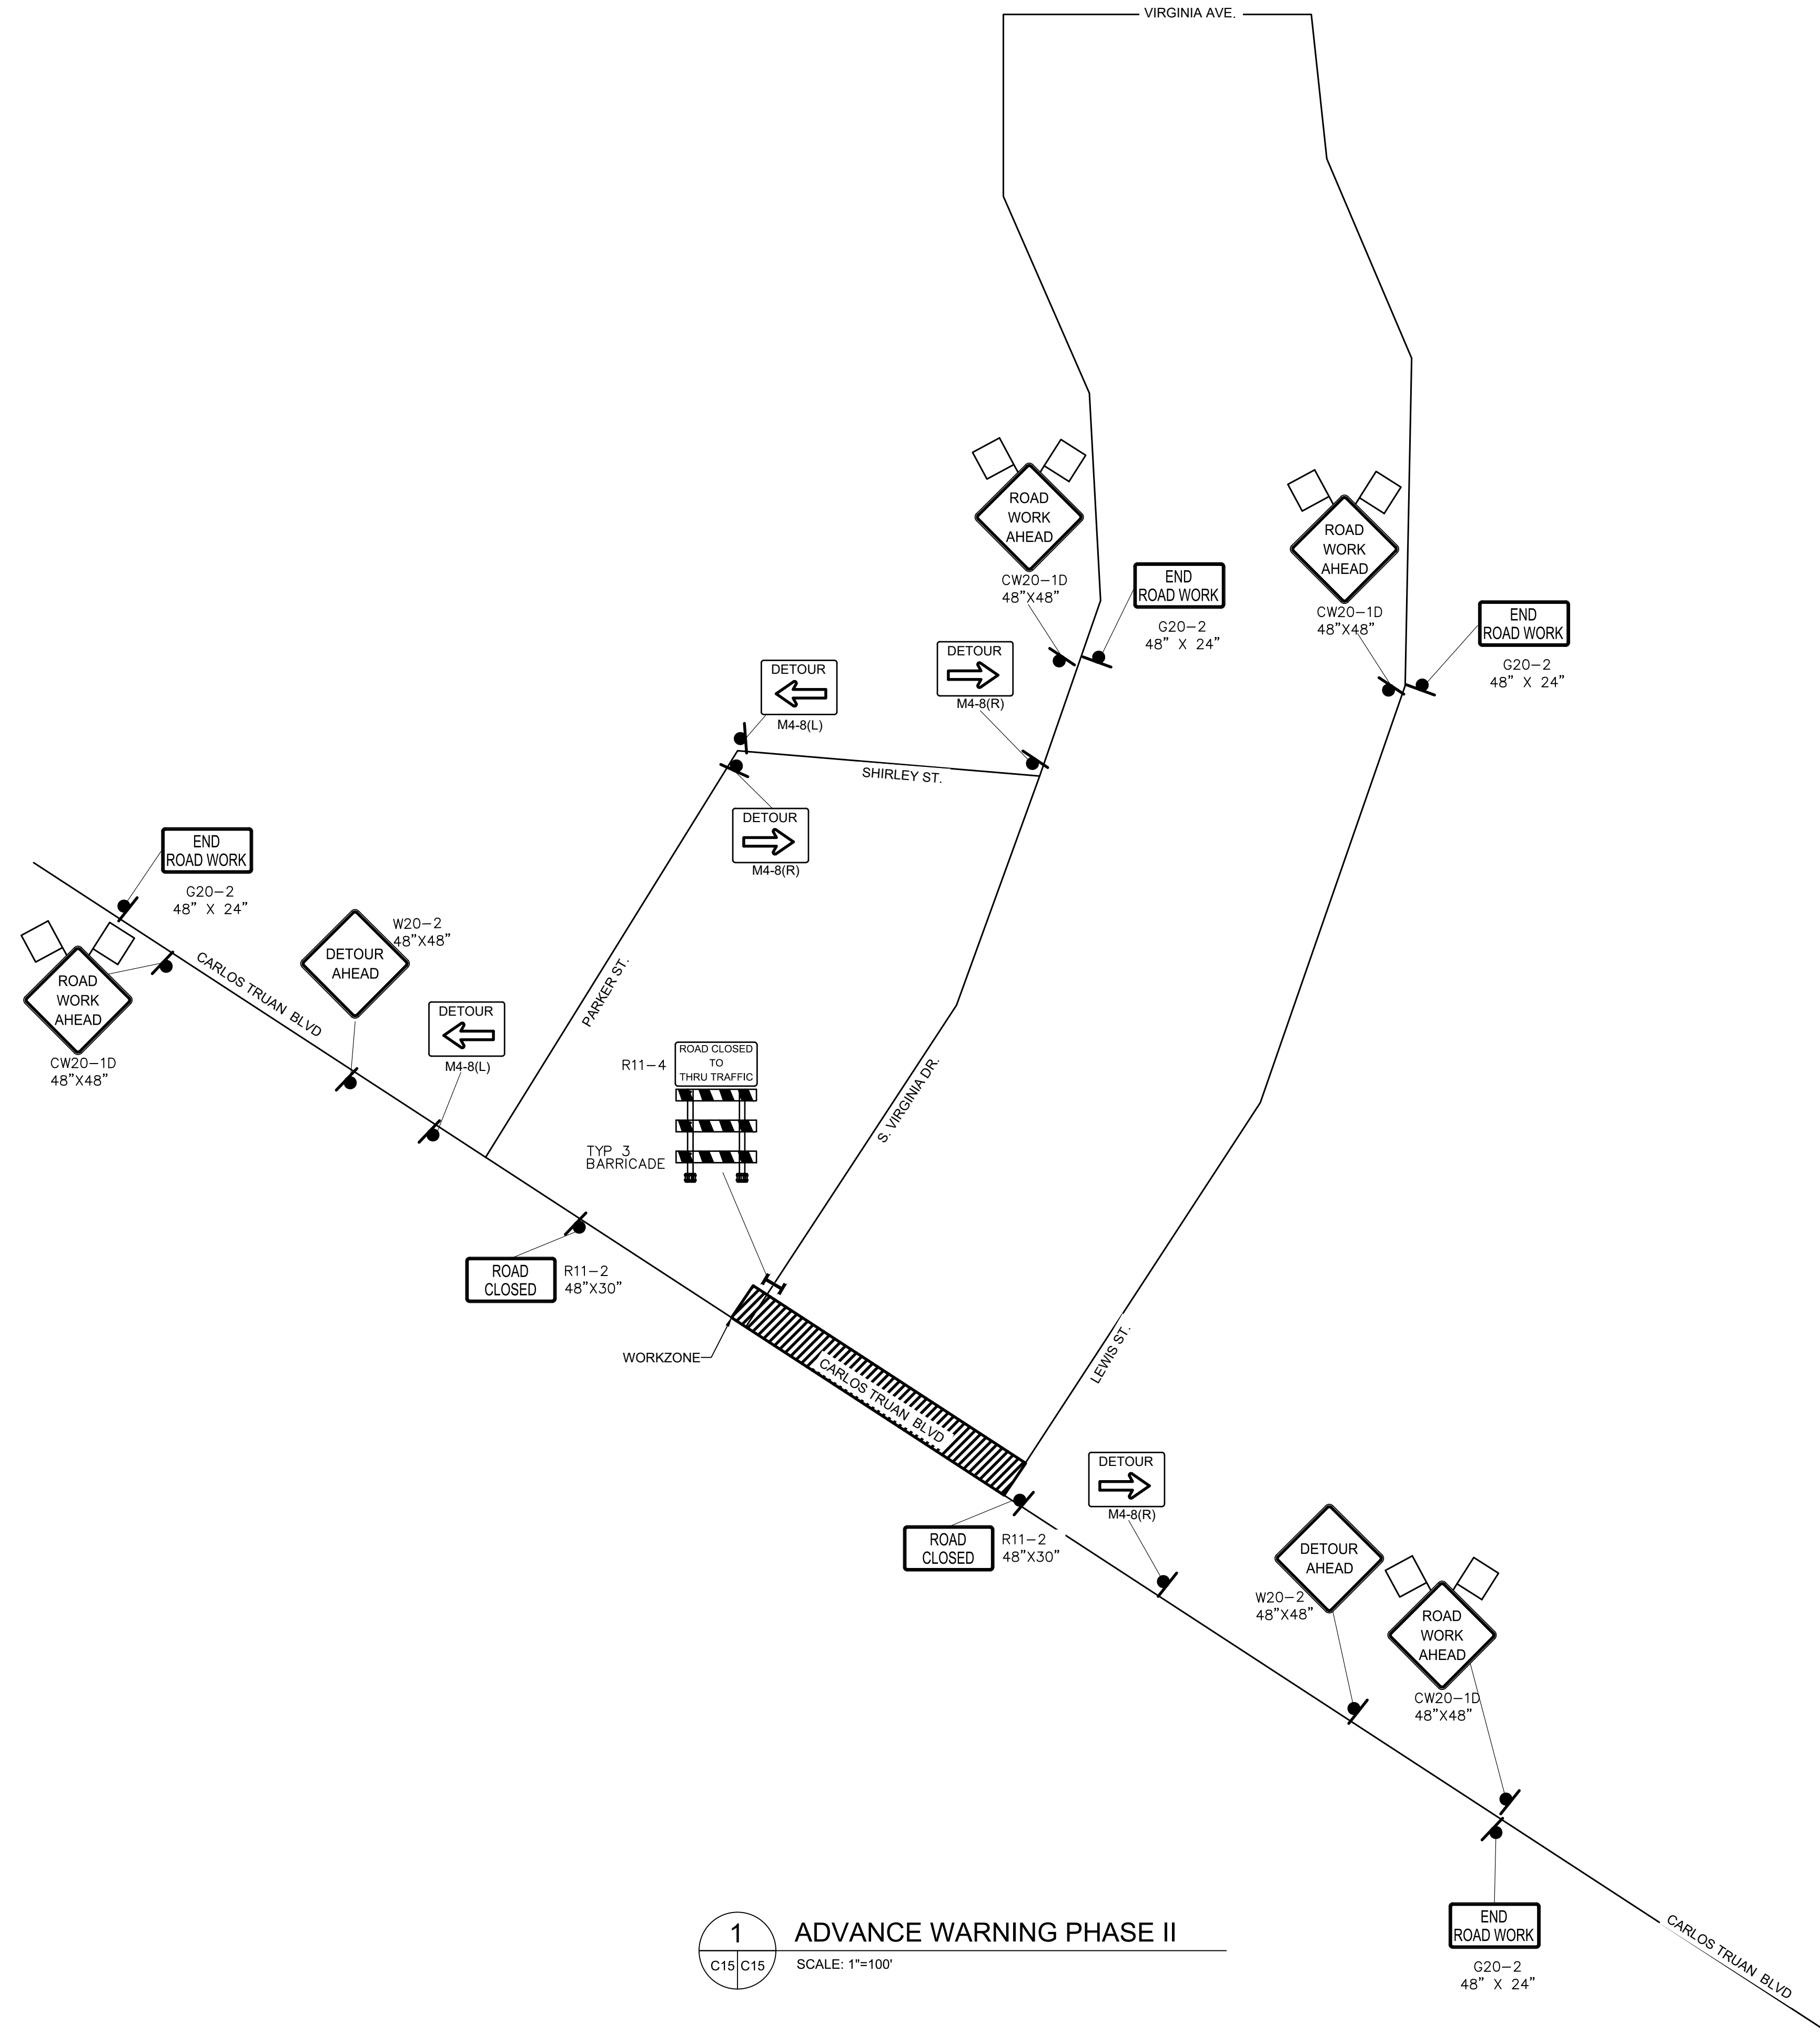 VIRGINIA AVE.
ROAD
WORK
AHEAD
CW20-1D
48"X48"
END
ROAD WORK
G20-2
48" X 24"
ROAD
WORK
AHEAD
CW20-1D
48"X48"
END
ROAD WORK
G20-2
48" X 24"
DETOUR
M4-8(L)
DETOUR
M4-8(R)
SHIRLEY ST.
DETOUR
M4-8(R)
END
ROAD WORK
G20-2
48" X 24"
ROAD
WORK
AHEAD
CW20-1D
48"X48"
CARLOS TRUAN BLVD
DETOUR
AHEAD
W20-2
48"X48"
DETOUR
M4-8(L)
PARKER ST.
R11-4
ROAD CLOSED
TO
THRU TRAFFIC
TYP 3
BARRICADE
S. VIRGINIA DR.
ROAD
CLOSED
R11-2
48"X30"
WORKZONE
CARLOS TRUAN BLVD
LEWIS ST.
ROAD
CLOSED
R11-2
48"X30"
DETOUR
M4-8(R)
DETOUR
AHEAD
W20-2
48"X48"
ROAD
WORK
AHEAD
CW20-1D
48"X48"
END
ROAD WORK
G20-2
48" X 24"
CARLOS TRUAN BLVD
1
C15 C15
ADVANCE WARNING PHASE II
SCALE: 1"=100'